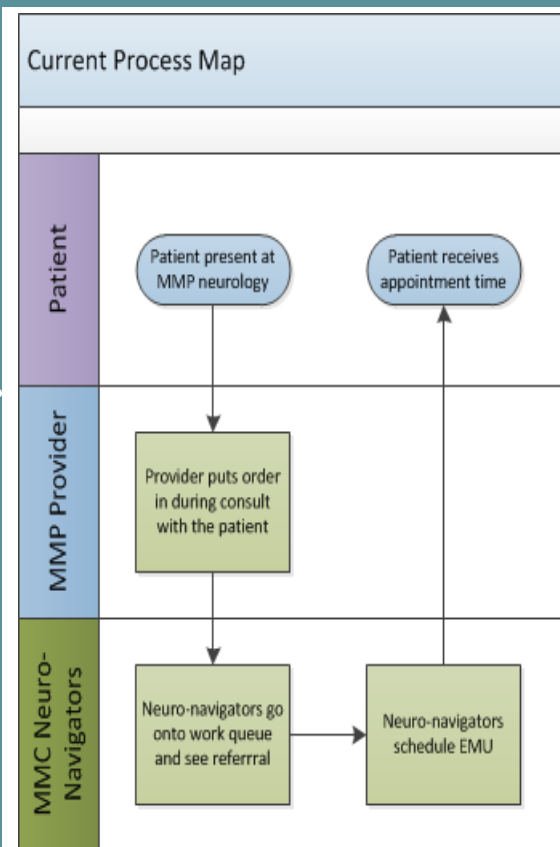 Current Process Map
Patient
Patient present at
MMP neurology
Patient receives
appointment time
MMP Provider
Provider puts order
in during consult
with the patient
MMC Neuro-
Navigators
Neuro-navigators go
onto work queue
and see referrral
Neuro-navigators
schedule EMU